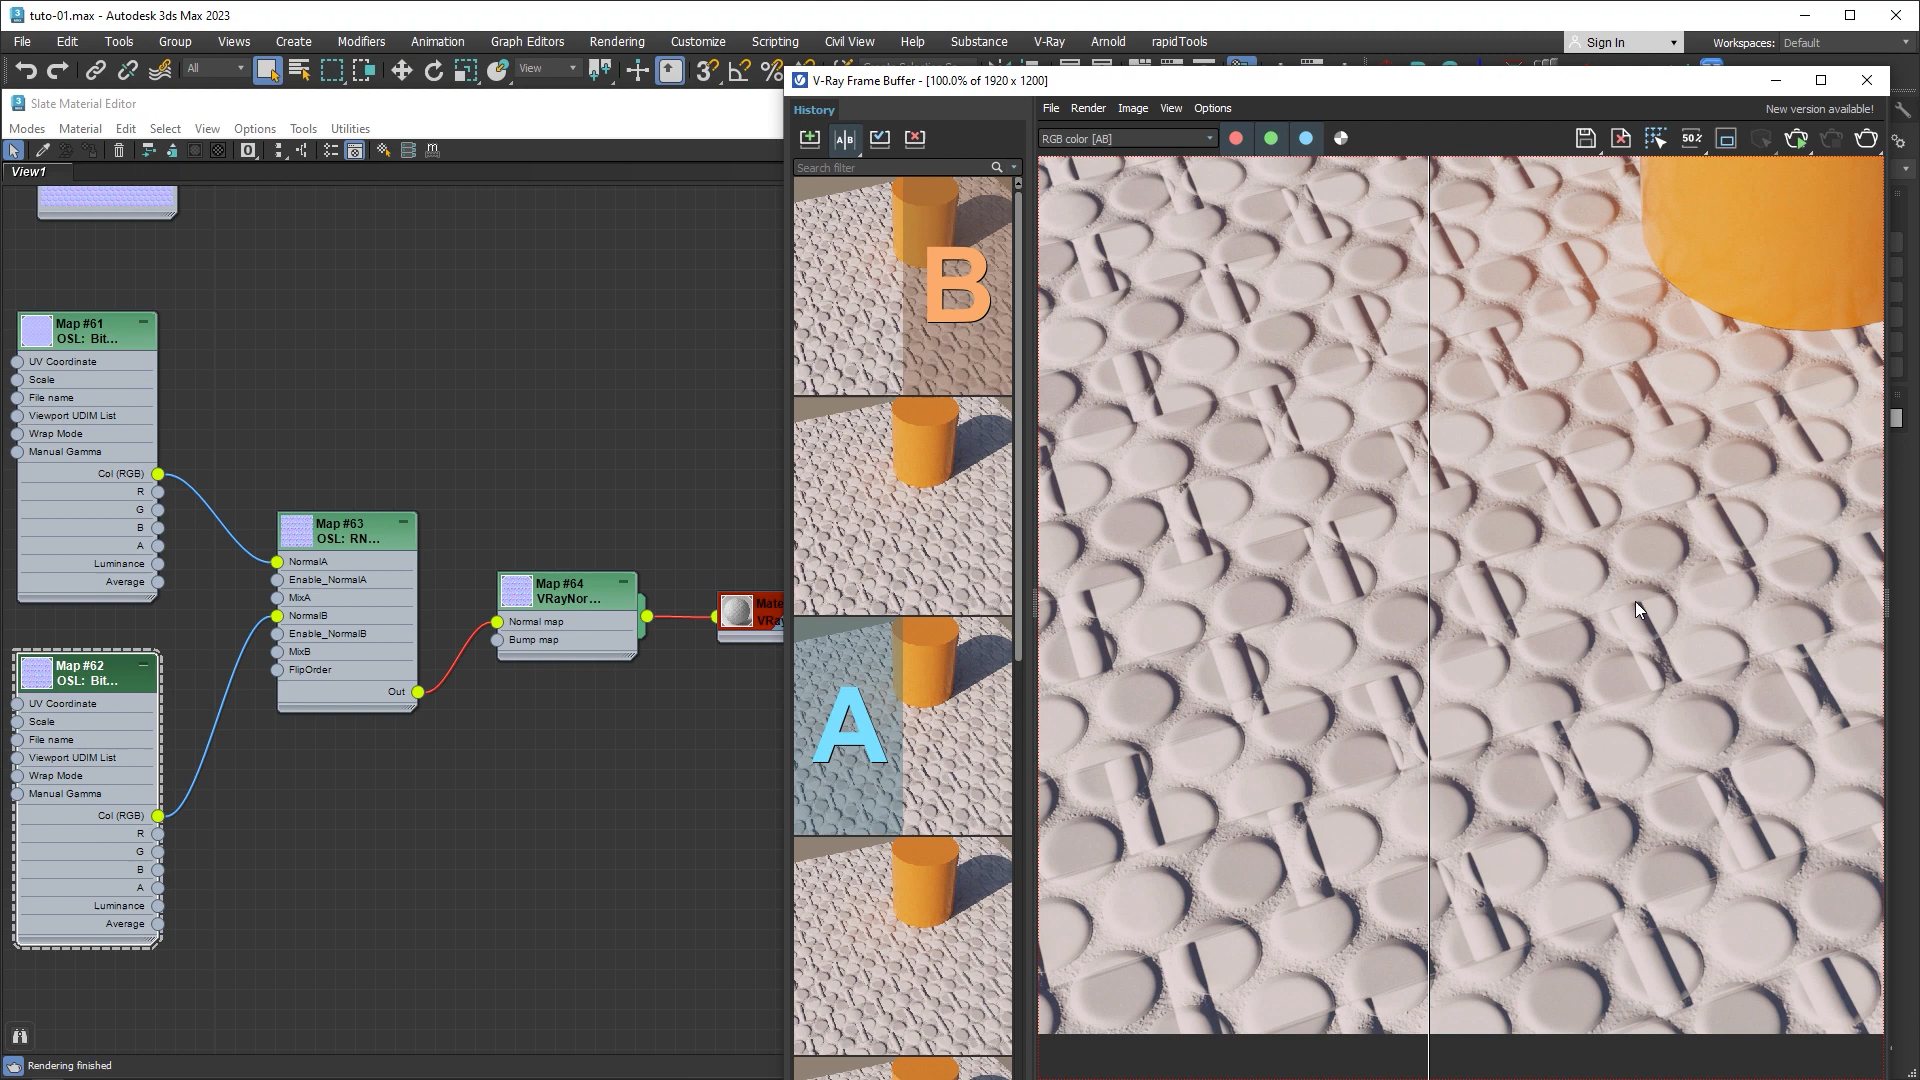 tuto-01.max - Autodesk 3ds Max 2023
File Edit Tools Group Views Create Modifiers Animation Graph Editors Rendering Customize Scripting Civil View Help Substance V-Ray Arnold rapidTools
Sign In
Workspaces: Default
All
View
V-Ray Frame Buffer - [100.0% of 1920 x 1200]
Slate Material Editor
Modes Material Edit Select View Options Tools Utilities
View1
History
File Render Image View Options
New version available!
RGB color [AB]
50%
Search filter
B
A
Map #61
OSL: Bit...
UV Coordinate
Scale
File name
Viewport UDIM List
Wrap Mode
Manual Gamma
Col (RGB)
R
G
B
A
Luminance
Average
Map #62
OSL: Bit...
UV Coordinate
Scale
File name
Viewport UDIM List
Wrap Mode
Manual Gamma
Col (RGB)
R
G
B
A
Luminance
Average
Map #63
OSL: RN...
NormalA
Enable_NormalA
MixA
NormalB
Enable_NormalB
MixB
FlipOrder
Out
Map #64
VRayNor...
Normal map
Bump map
Mate
VRay
Rendering finished